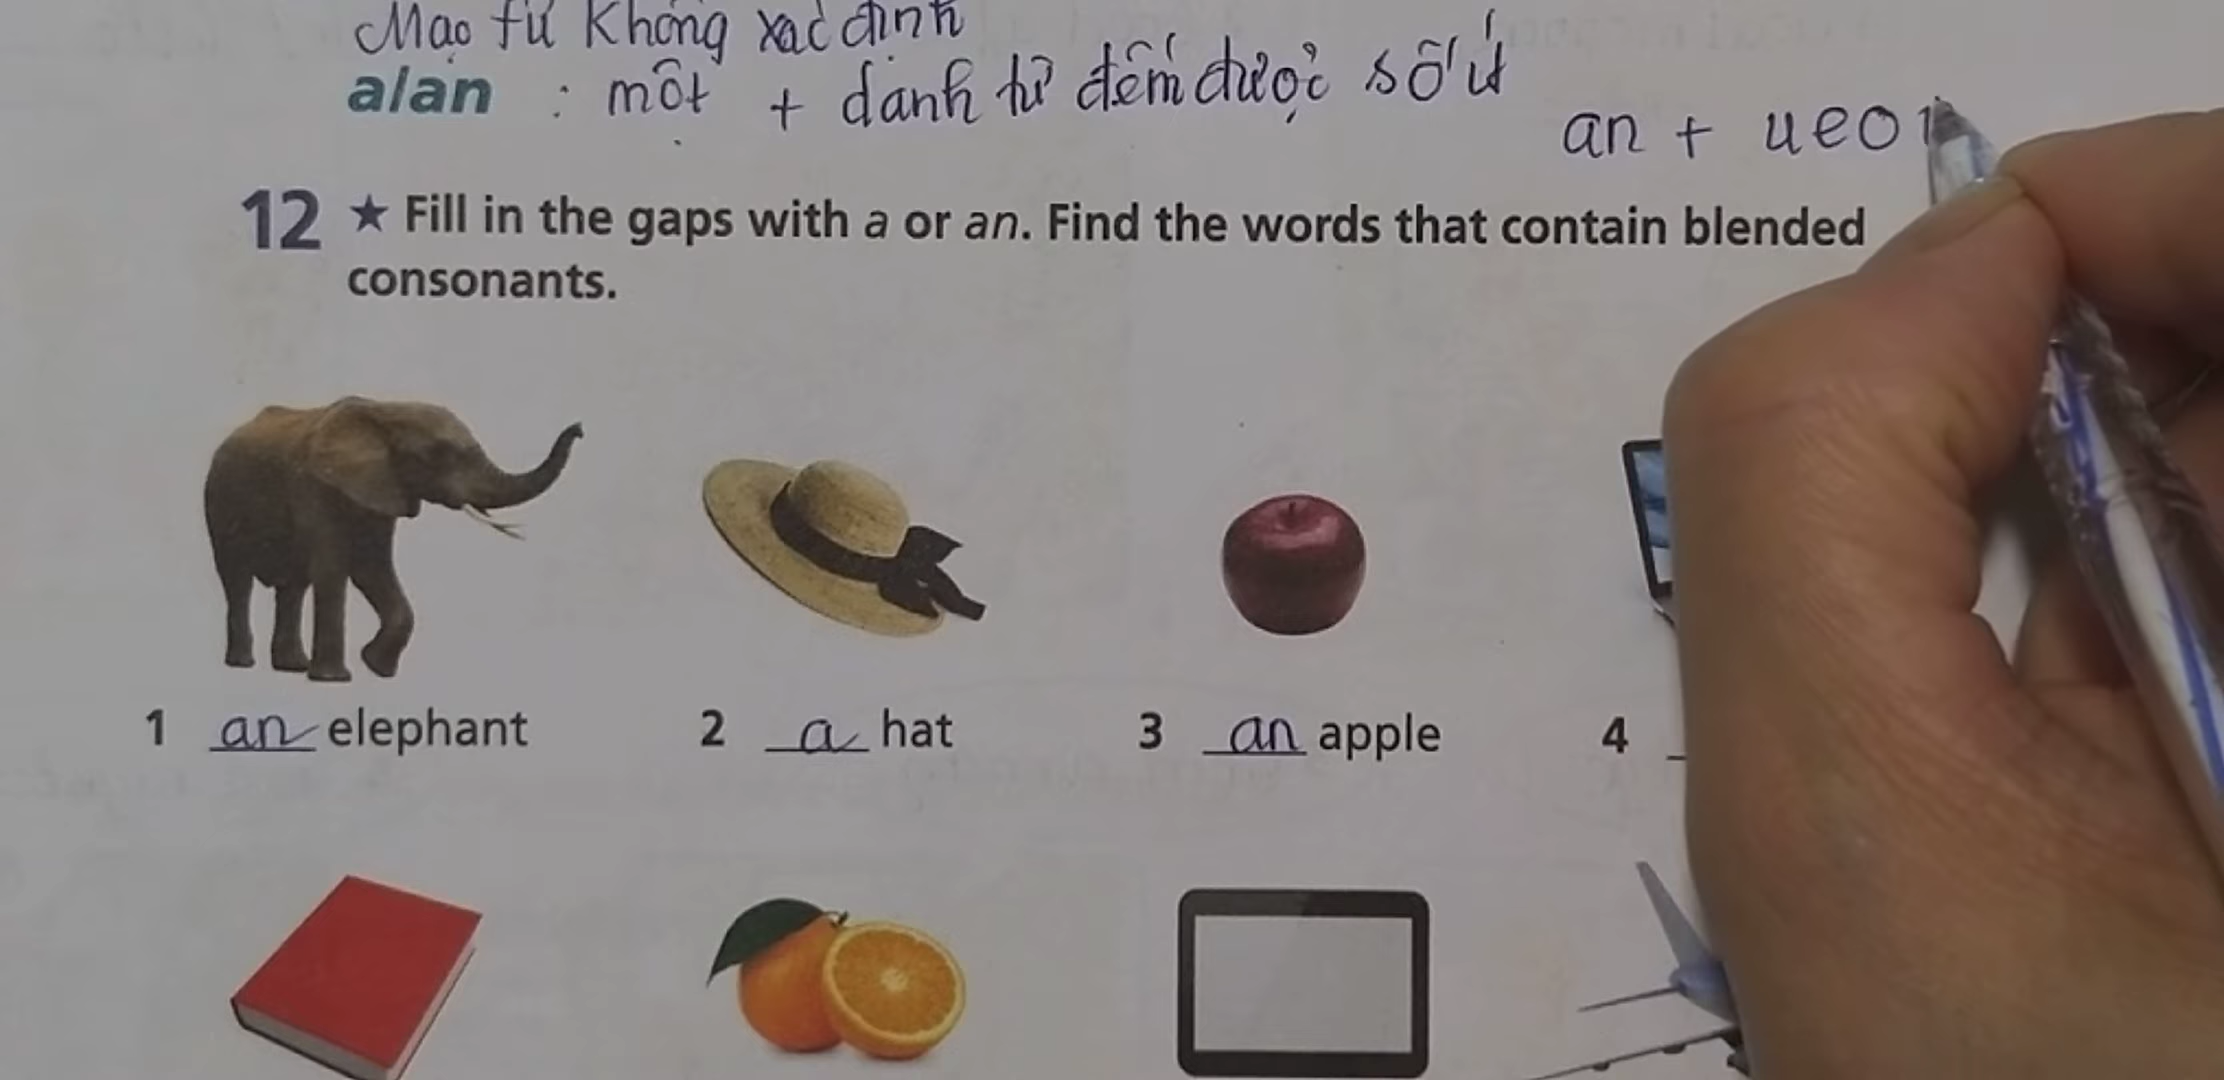 Mạo từ không xác định
a/an : một + danh từ đếm được số ít
an + u e o i
12 ★ Fill in the gaps with a or an. Find the words that contain blended
consonants.
1 an elephant 2 a hat 3 an apple 4